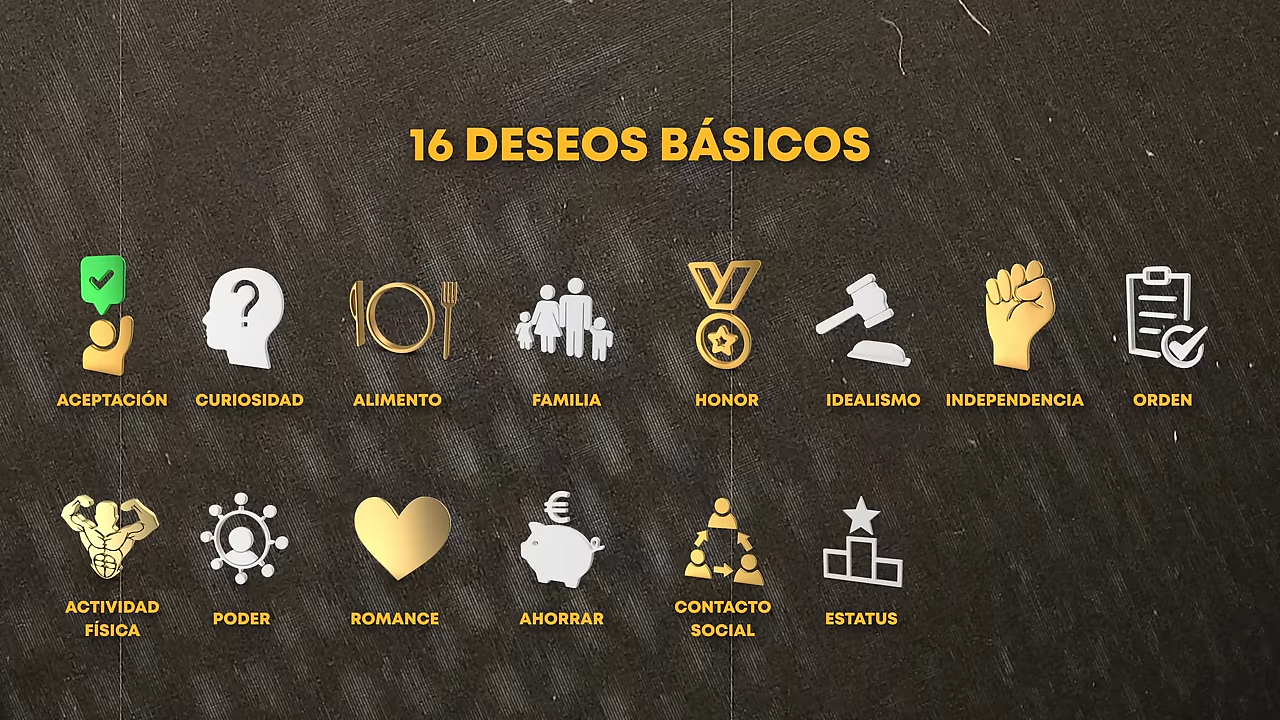 16 DESEOS BÁSICOS
ACEPTACIÓN
CURIOSIDAD
ALIMENTO
FAMILIA
HONOR
IDEALISMO
INDEPENDENCIA
ORDEN
ACTIVIDAD
FÍSICA
PODER
ROMANCE
€
AHORRAR
CONTACTO
SOCIAL
ESTATUS